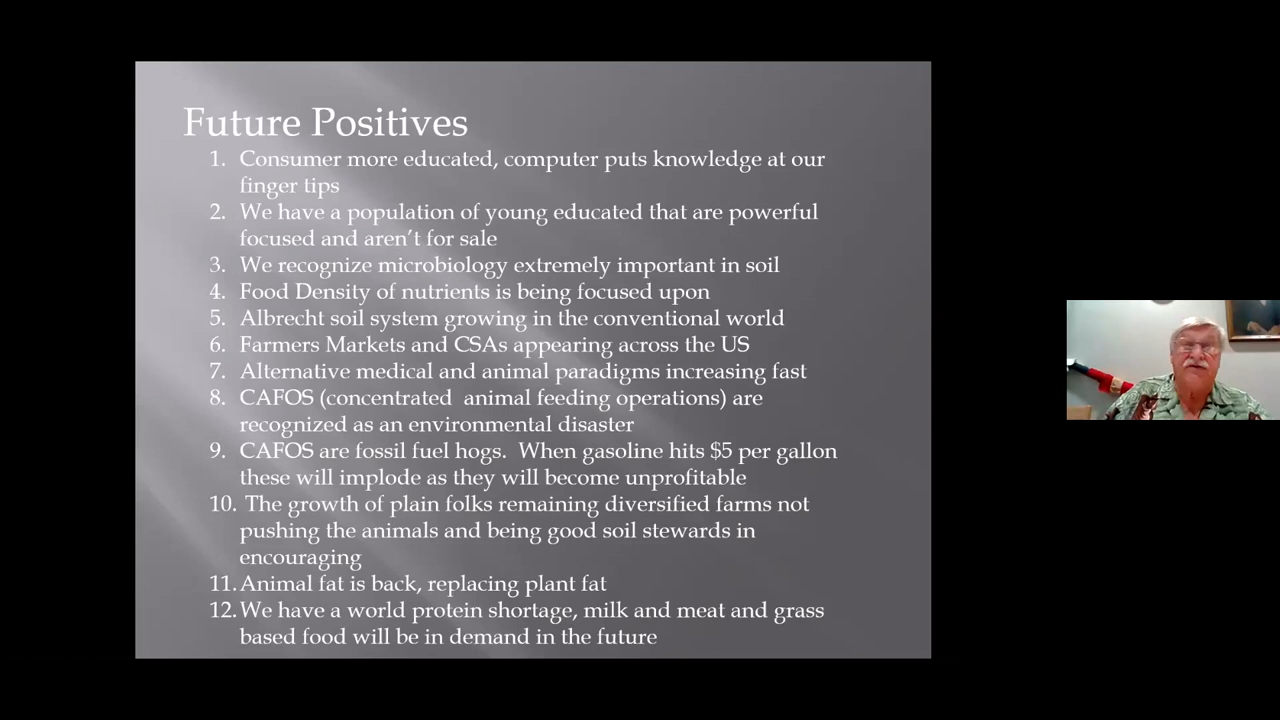 Future Positives
1. Consumer more educated, computer puts knowledge at our
finger tips
2. We have a population of young educated that are powerful
focused and aren't for sale
3. We recognize microbiology extremely important in soil
4. Food Density of nutrients is being focused upon
5. Albrecht soil system growing in the conventional world
6. Farmers Markets and CSAs appearing across the US
7. Alternative medical and animal paradigms increasing fast
8. CAFOS (concentrated  animal feeding operations) are
recognized as an environmental disaster
9. CAFOS are fossil fuel hogs.  When gasoline hits $5 per gallon
these will implode as they will become unprofitable
10. The growth of plain folks remaining diversified farms not
pushing the animals and being good soil stewards in
encouraging
11. Animal fat is back, replacing plant fat
12. We have a world protein shortage, milk and meat and grass
based food will be in demand in the future